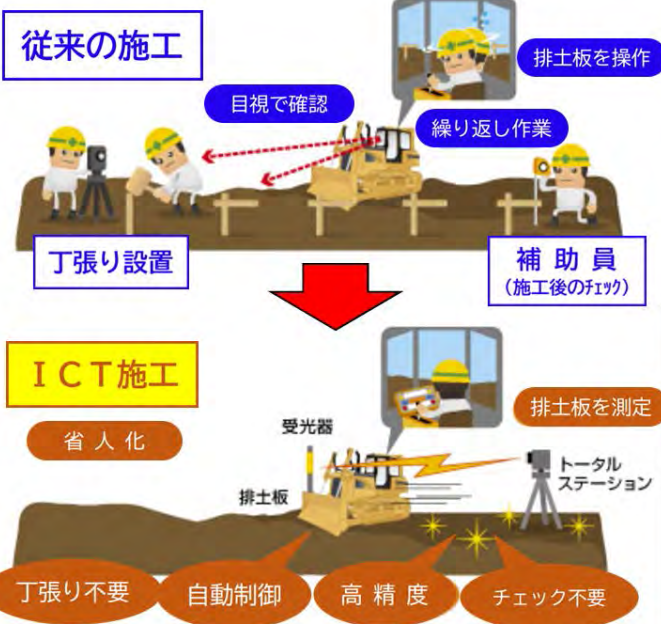 従来の施工
排土板を操作
目視で確認
繰り返し作業
丁張り設置
補助員
(施工後のﾁｪｯｸ)
ICT施工
省人化
排土板を測定
受光器
トータル
ステーション
排土板
丁張り不要
自動制御
高精度
チェック不要